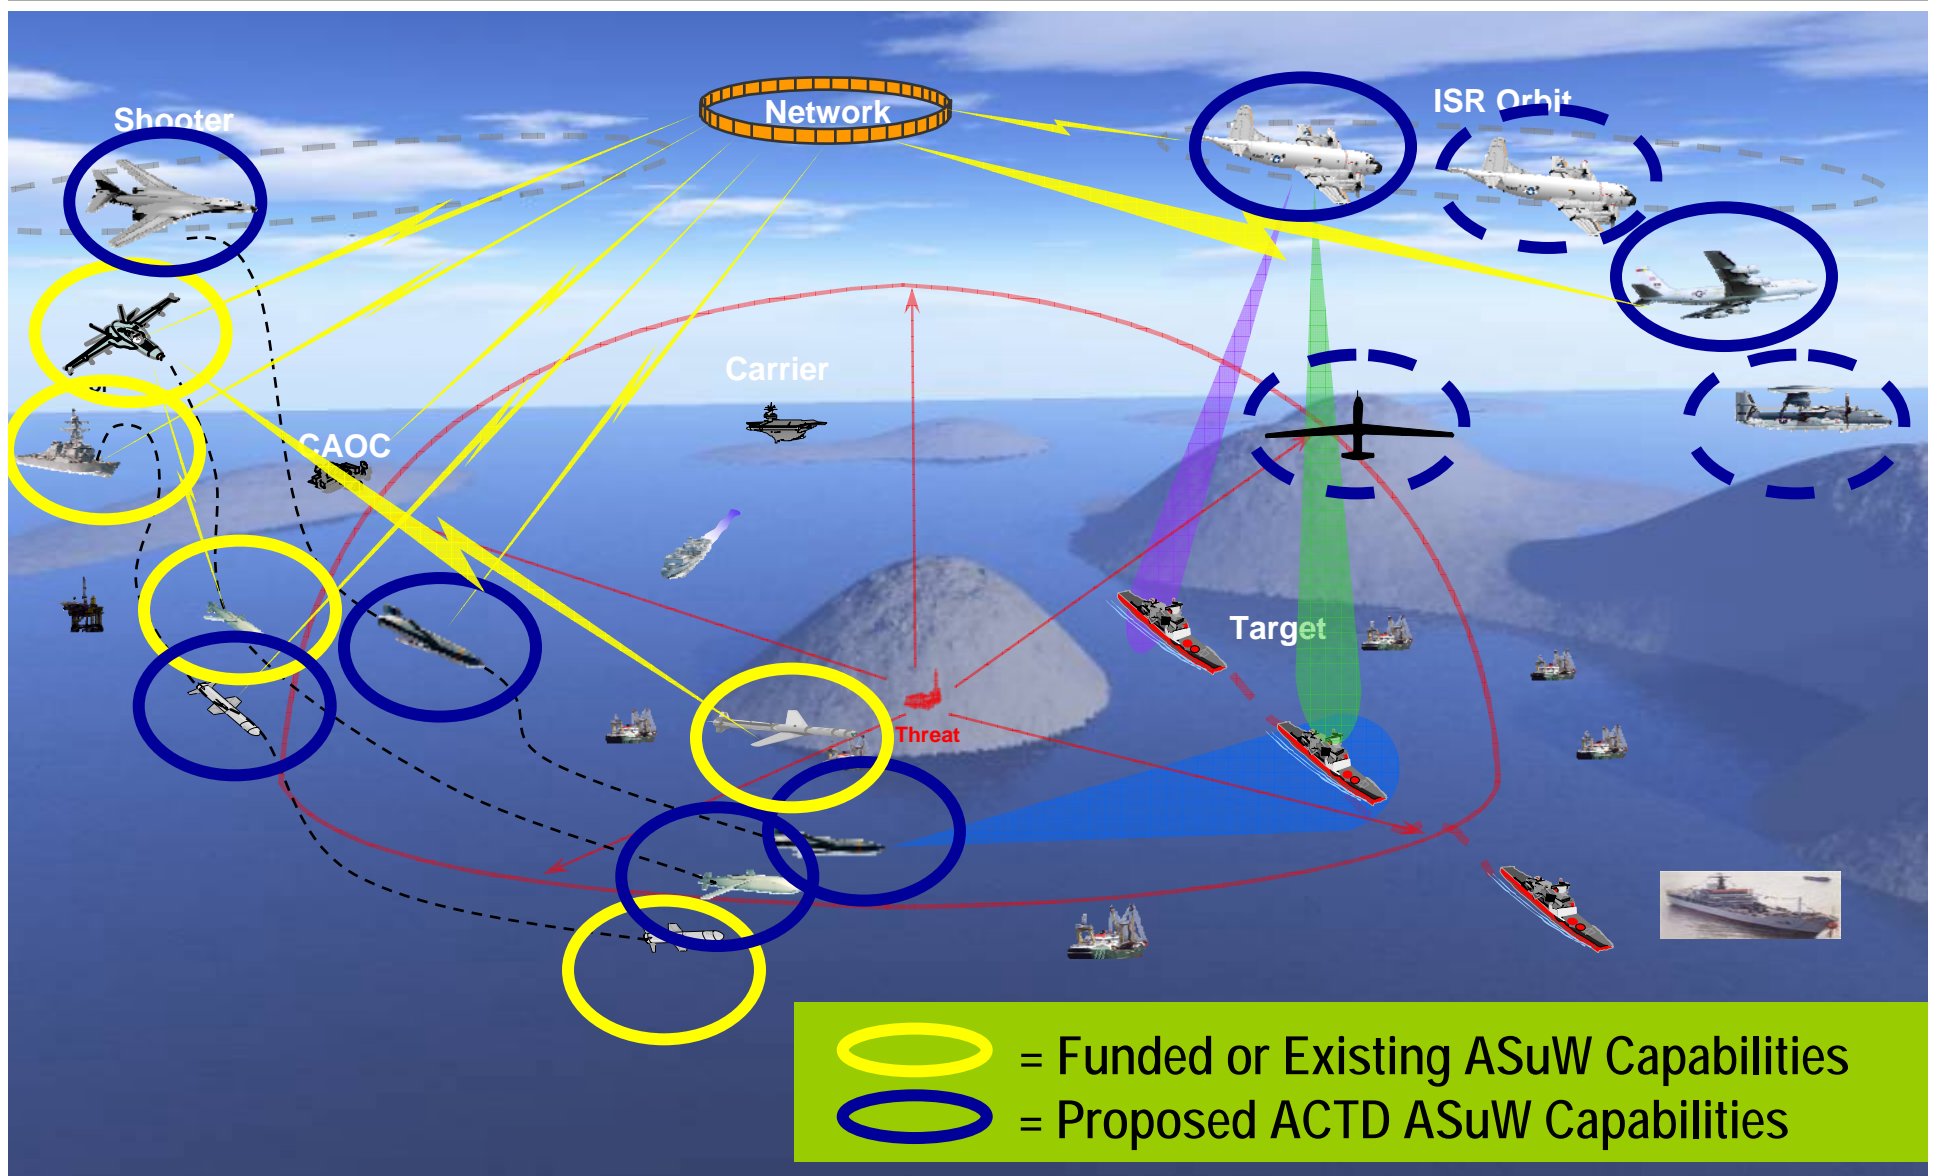 Shooter
Network
ISR Orbit
Carrier
CAOC
Target
Threat
= Funded or Existing ASuW Capabilities
= Proposed ACTD ASuW Capabilities